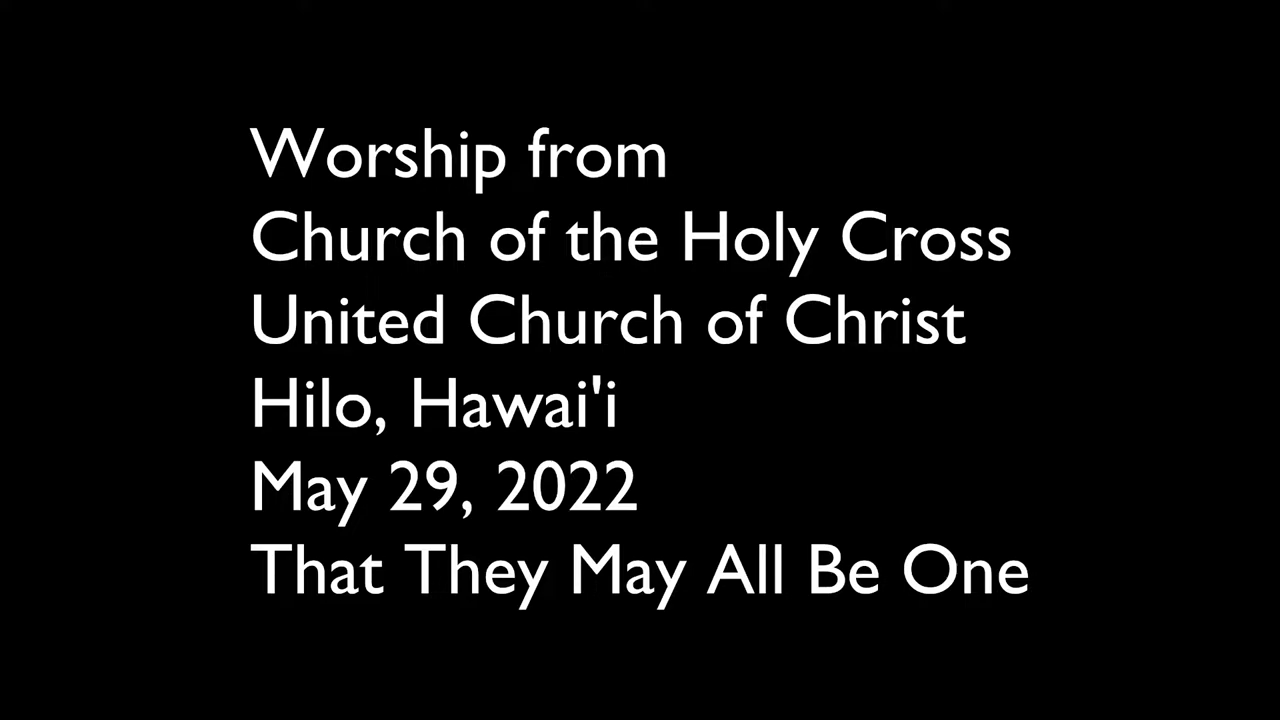 Worship from
Church of the Holy Cross
United Church of Christ
Hilo, Hawai'i
May 29, 2022
That They May All Be One